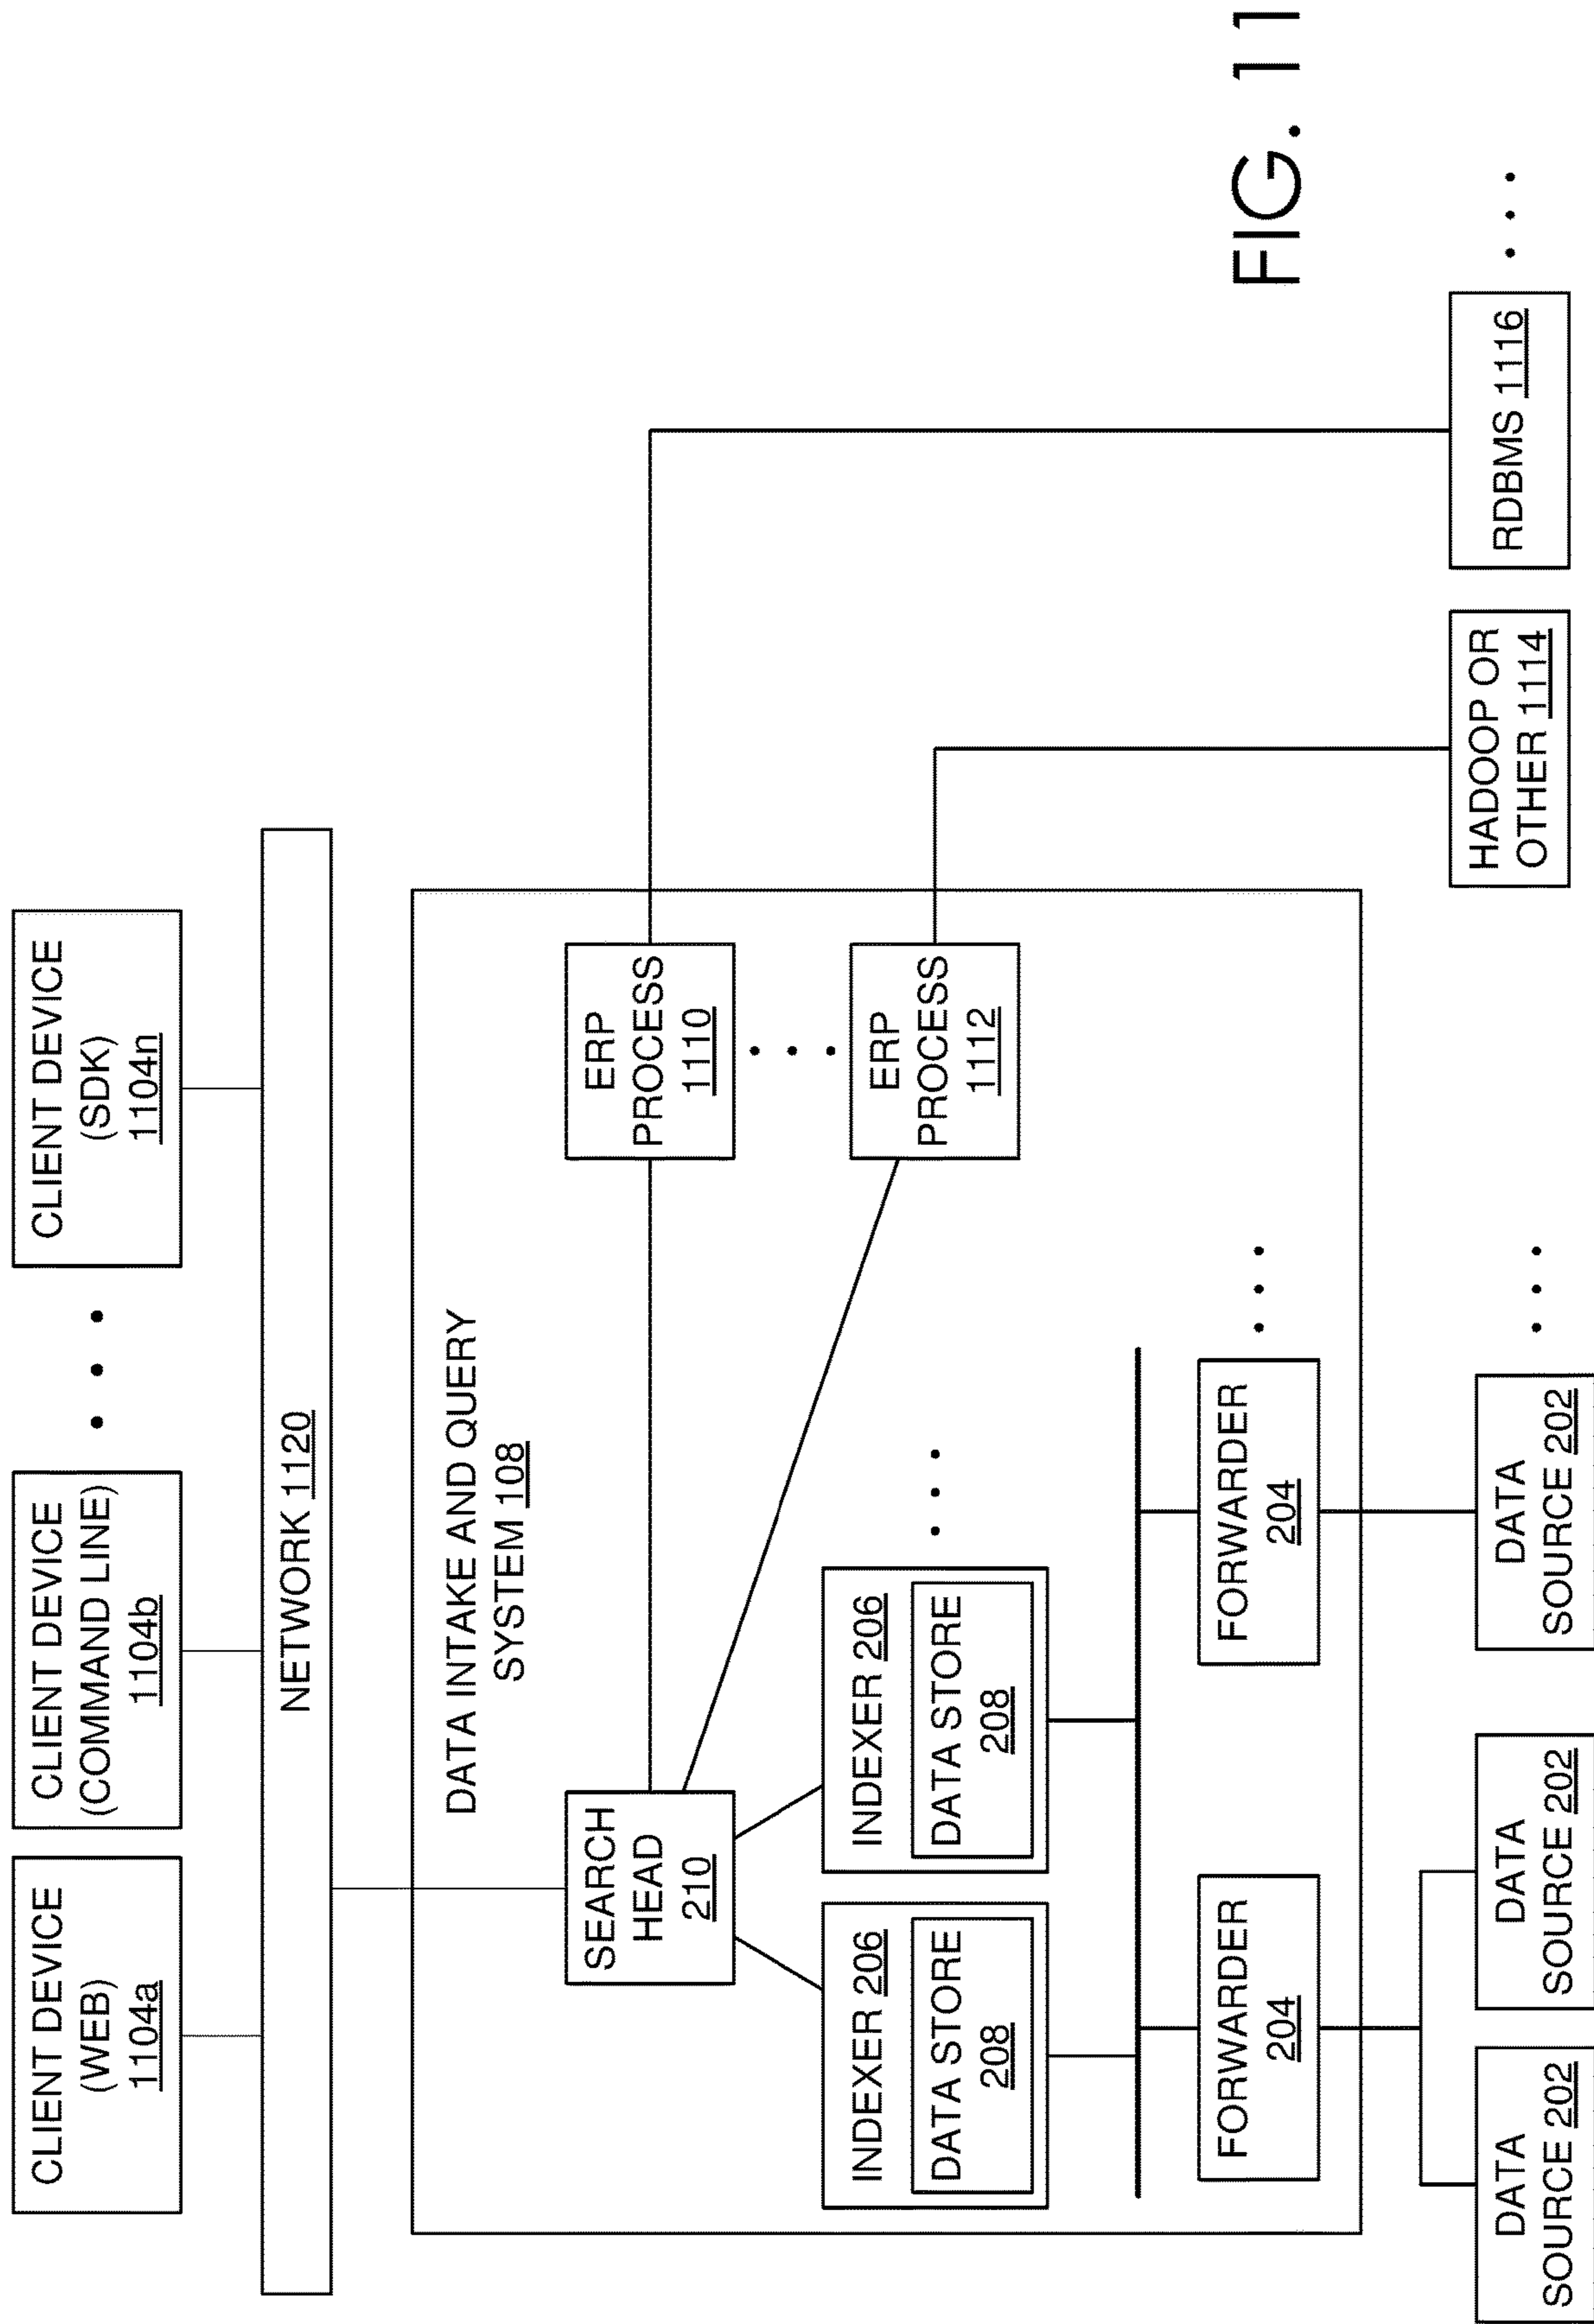 CLIENT DEVICE
(WEB)
1104a
CLIENT DEVICE
(COMMAND LINE)
1104b
CLIENT DEVICE
(SDK)
1104n
NETWORK 1120
DATA INTAKE AND QUERY
SYSTEM 108
SEARCH
HEAD
210
ERP
PROCESS
1110
ERP
PROCESS
1112
INDEXER 206
DATA STORE
208
INDEXER 206
DATA STORE
208
FORWARDER
204
FORWARDER
204
DATA
SOURCE 202
DATA
SOURCE 202
DATA
SOURCE 202
HADOOP OR
OTHER 1114
RDBMS 1116
FIG. 11